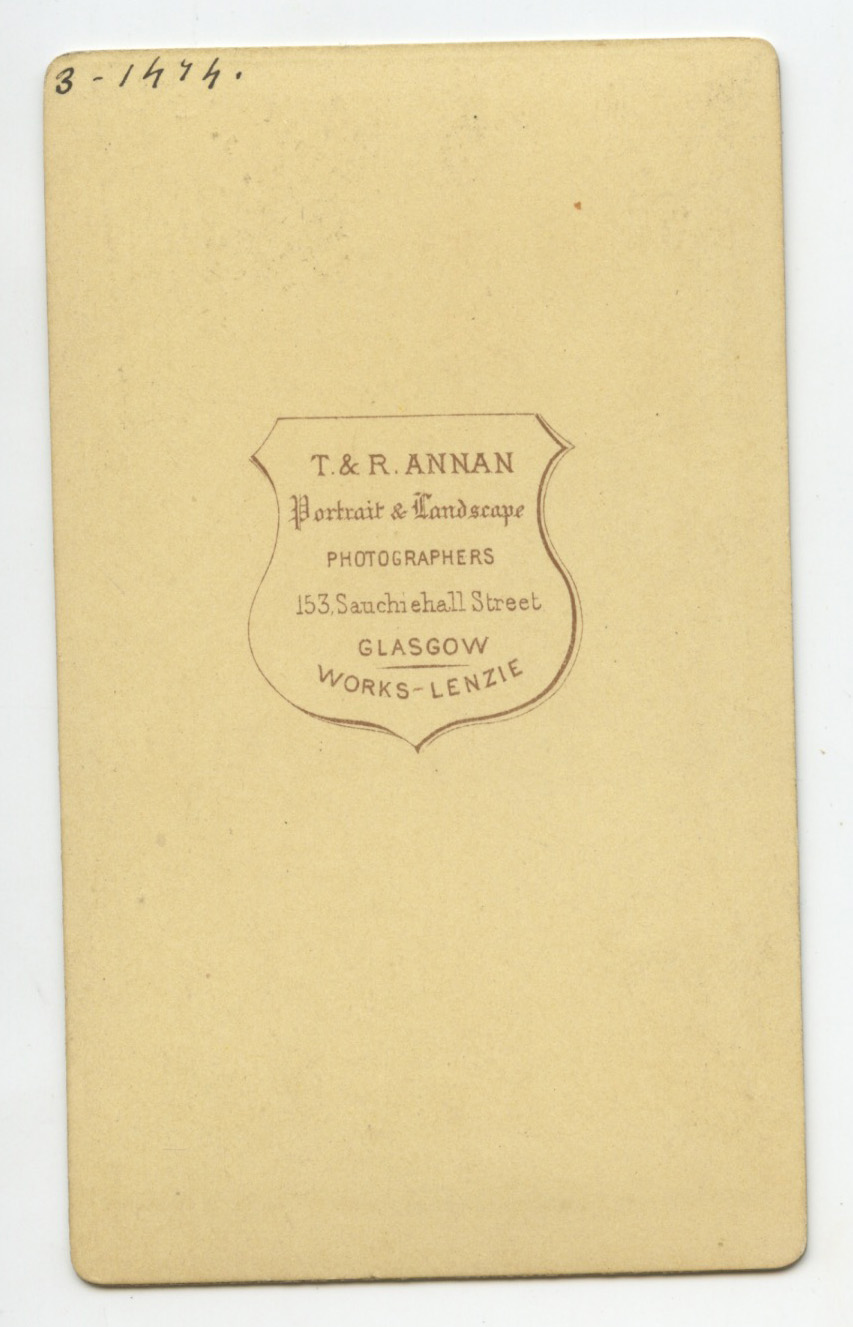 3-1474.
T. & R. ANNAN
Portrait & Landscape
PHOTOGRAPHERS
153, Sauchiehall Street
GLASGOW
WORKS-LENZIE